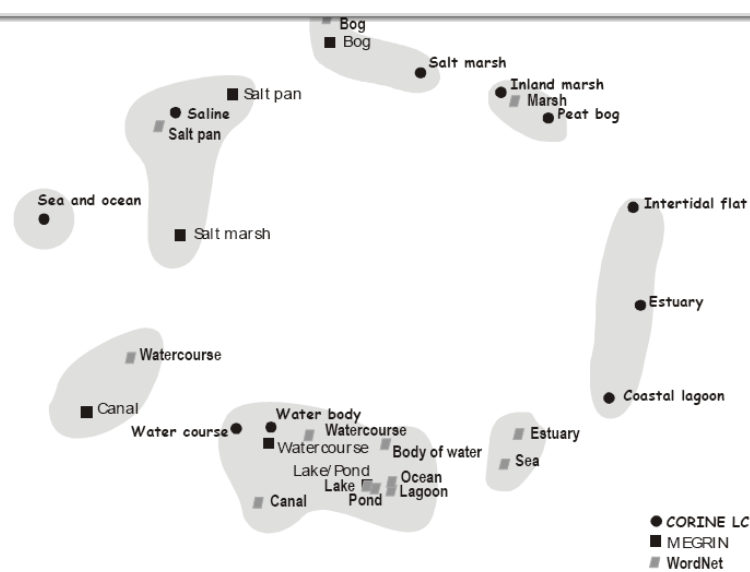 Bog
Bog
Salt marsh
Salt pan
Inland marsh
Marsh
Saline
Peat bog
Salt pan
Sea and ocean
Intertidal flat
Salt marsh
Estuary
Watercourse
Coastal lagoon
Canal
Water body
Water course
Watercourse
Estuary
Watercourse
Body of water
Sea
Lake/Pond
Ocean
Lake
Lagoon
Pond
Canal
CORINE LC
MEGRIN
WordNet